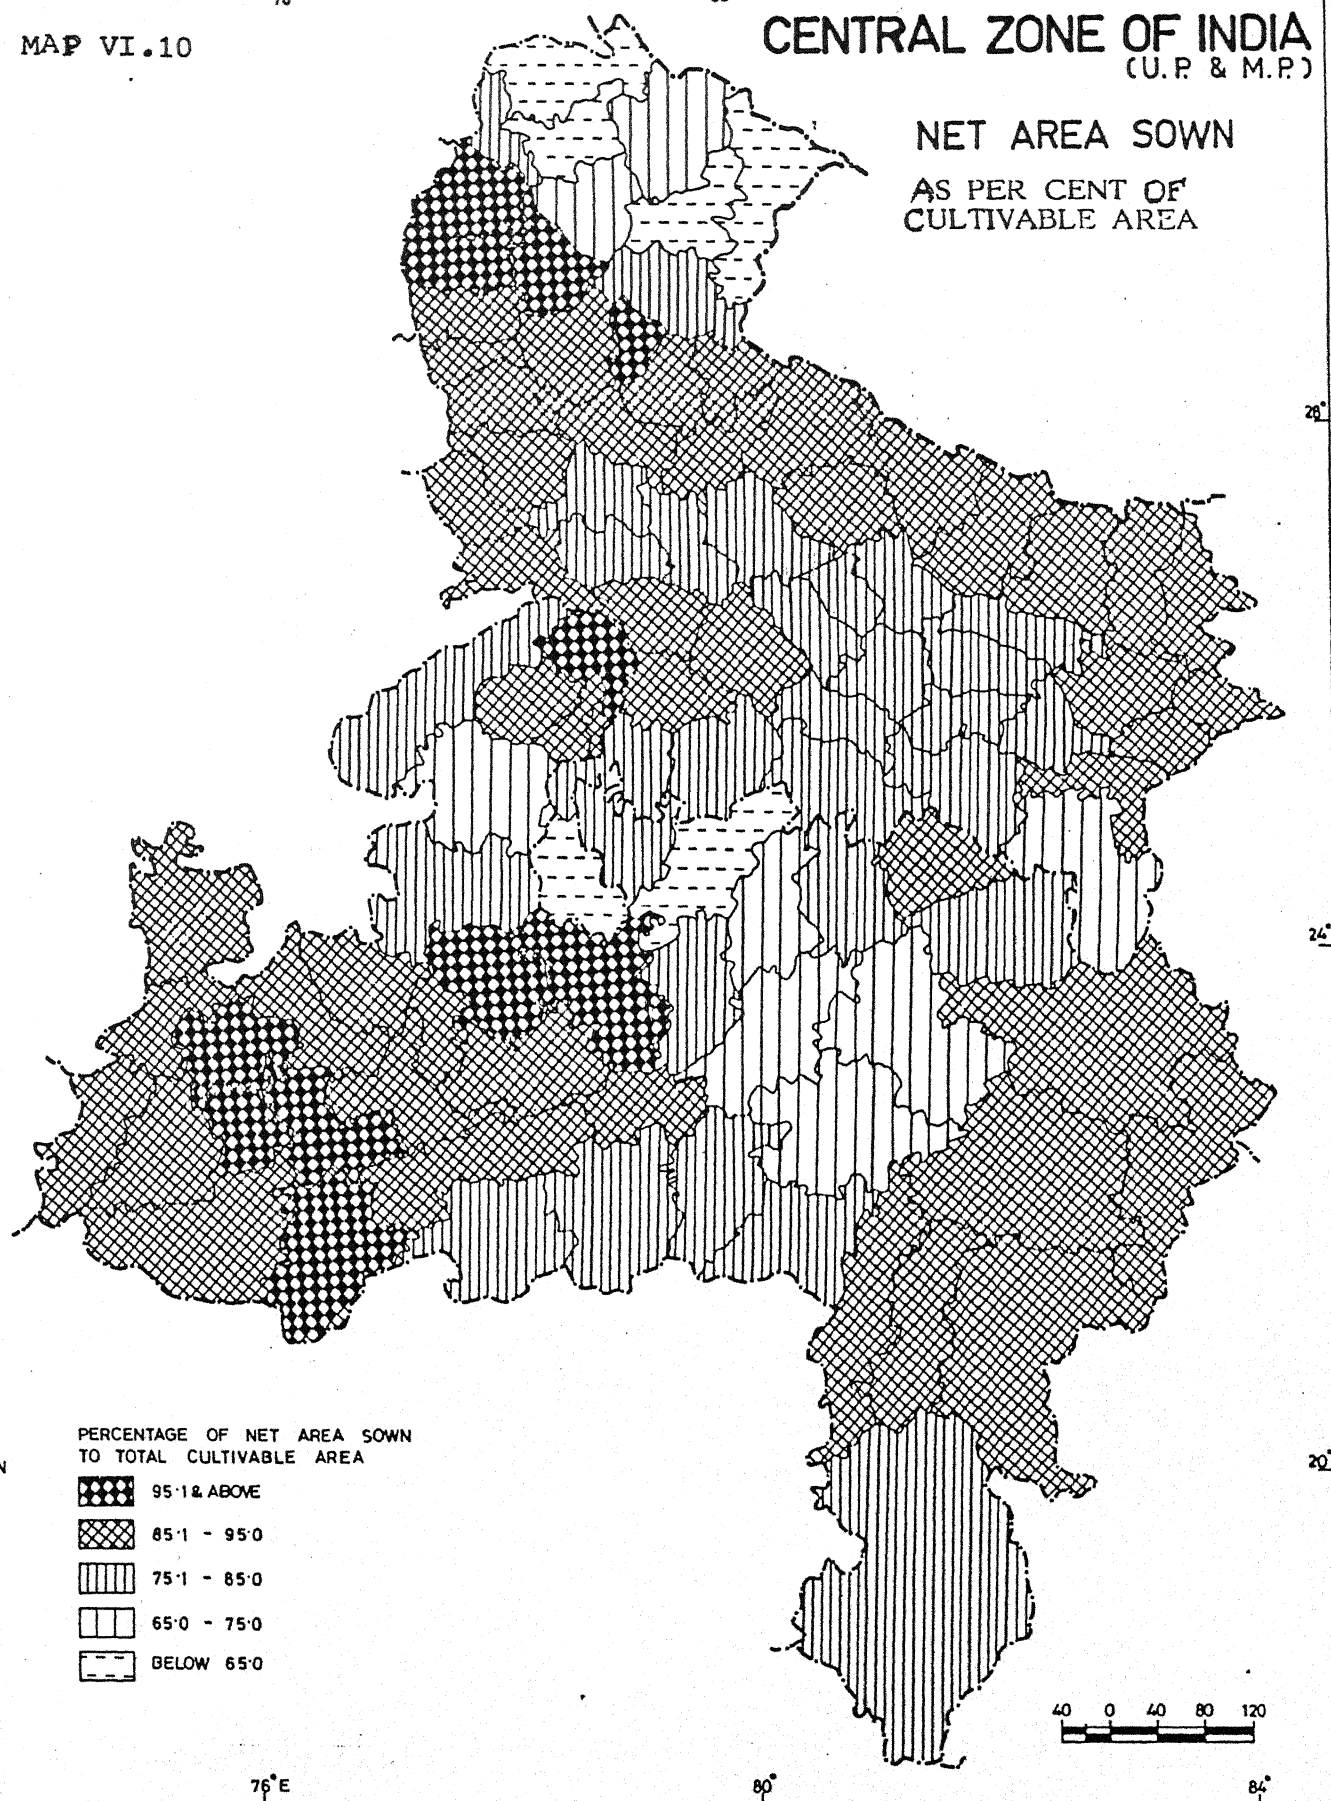 MAP VI.10
CENTRAL ZONE OF INDIA
(U.P. & M.P.)
NET AREA SOWN
AS PER CENT OF
CULTIVABLE AREA
28°
24°
20°
PERCENTAGE OF NET AREA SOWN
TO TOTAL CULTIVABLE AREA
95·1 & ABOVE
85·1 - 95·0
75·1 - 85·0
65·0 - 75·0
BELOW 65·0
N
40 0 40 80 120
76°E 80° 84°